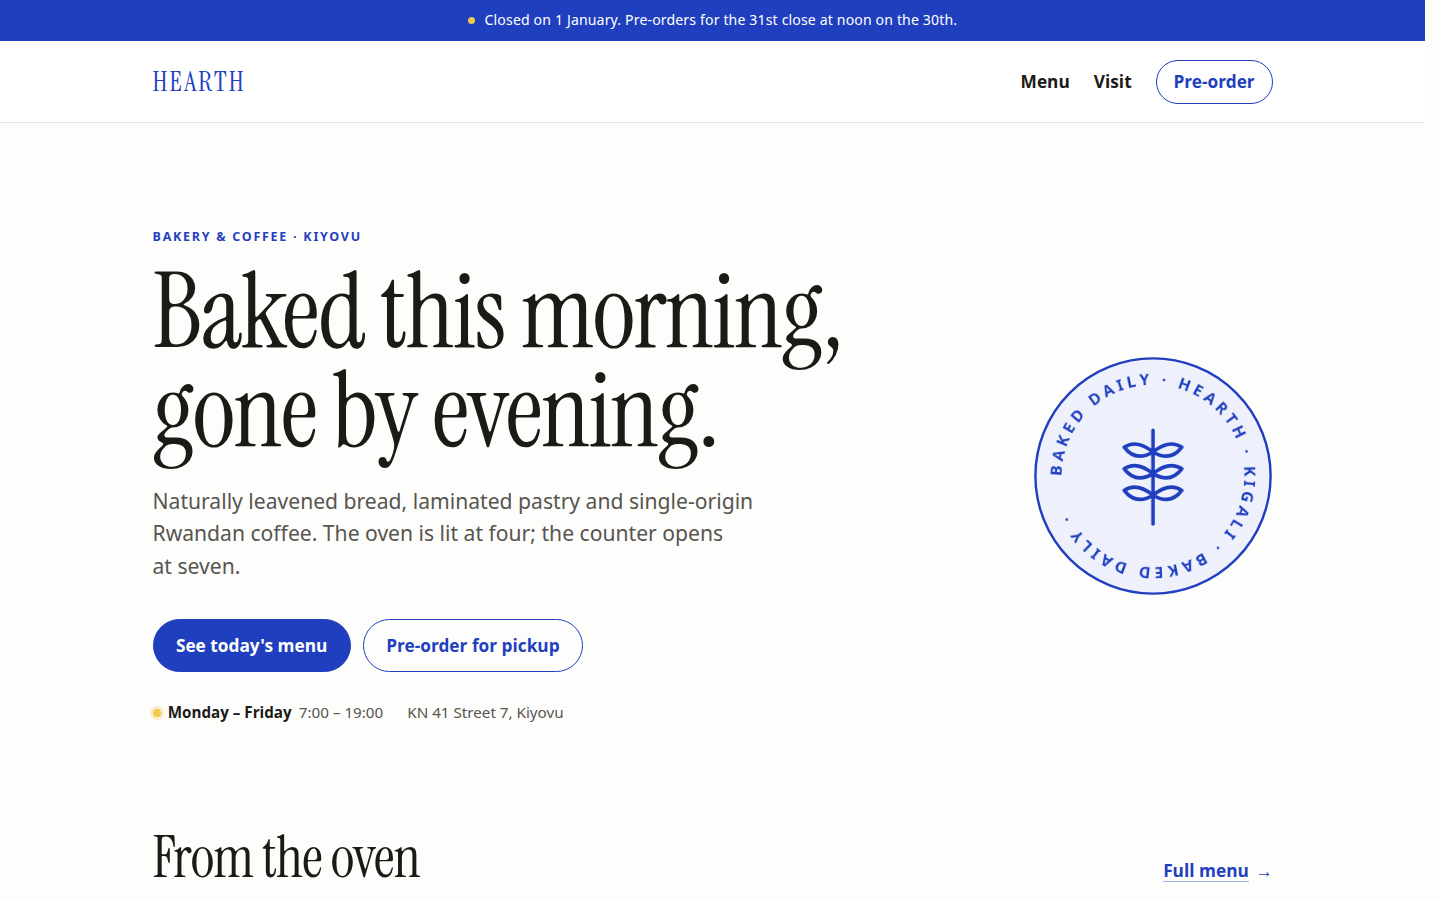 Closed on 1 January. Pre-orders for the 31st close at noon on the 30th.
HEARTH
Menu Visit Pre-order
BAKERY & COFFEE · KIYOVU
Baked this morning,
gone by evening.
Naturally leavened bread, laminated pastry and single-origin
Rwandan coffee. The oven is lit at four; the counter opens
at seven.
BAKED DAILY · HEARTH · KIGALI · BAKED DAILY ·
See today's menu Pre-order for pickup
Monday – Friday 7:00 – 19:00 KN 41 Street 7, Kiyovu
From the oven
Full menu →